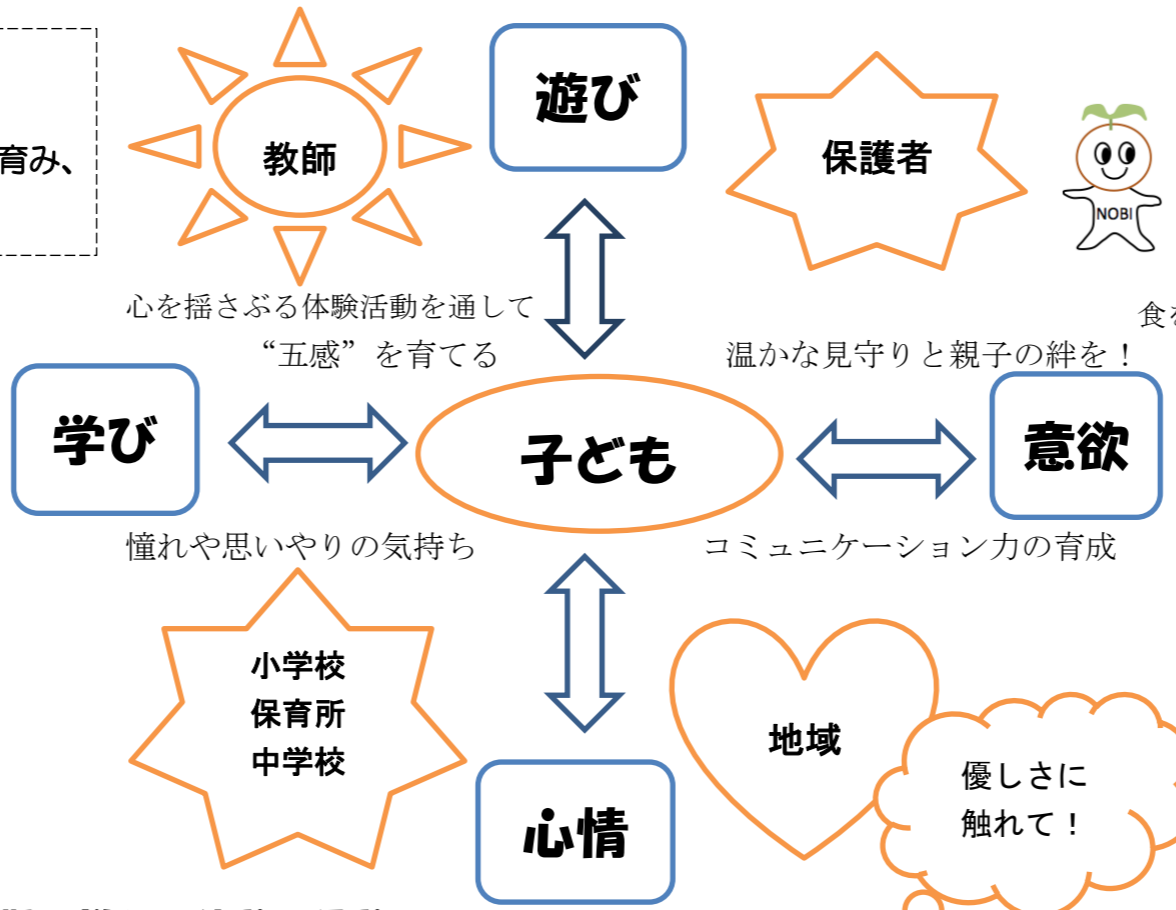 遊び
教師
保護者
育み、
NOBI
心を揺さぶる体験活動を通して
“五感”を育てる
食を
温かな見守りと親子の絆を！
学び
子ども
意欲
憧れや思いやりの気持ち
コミュニケーション力の育成
小学校
保育所
中学校
地域
優しさに
触れて！
心情